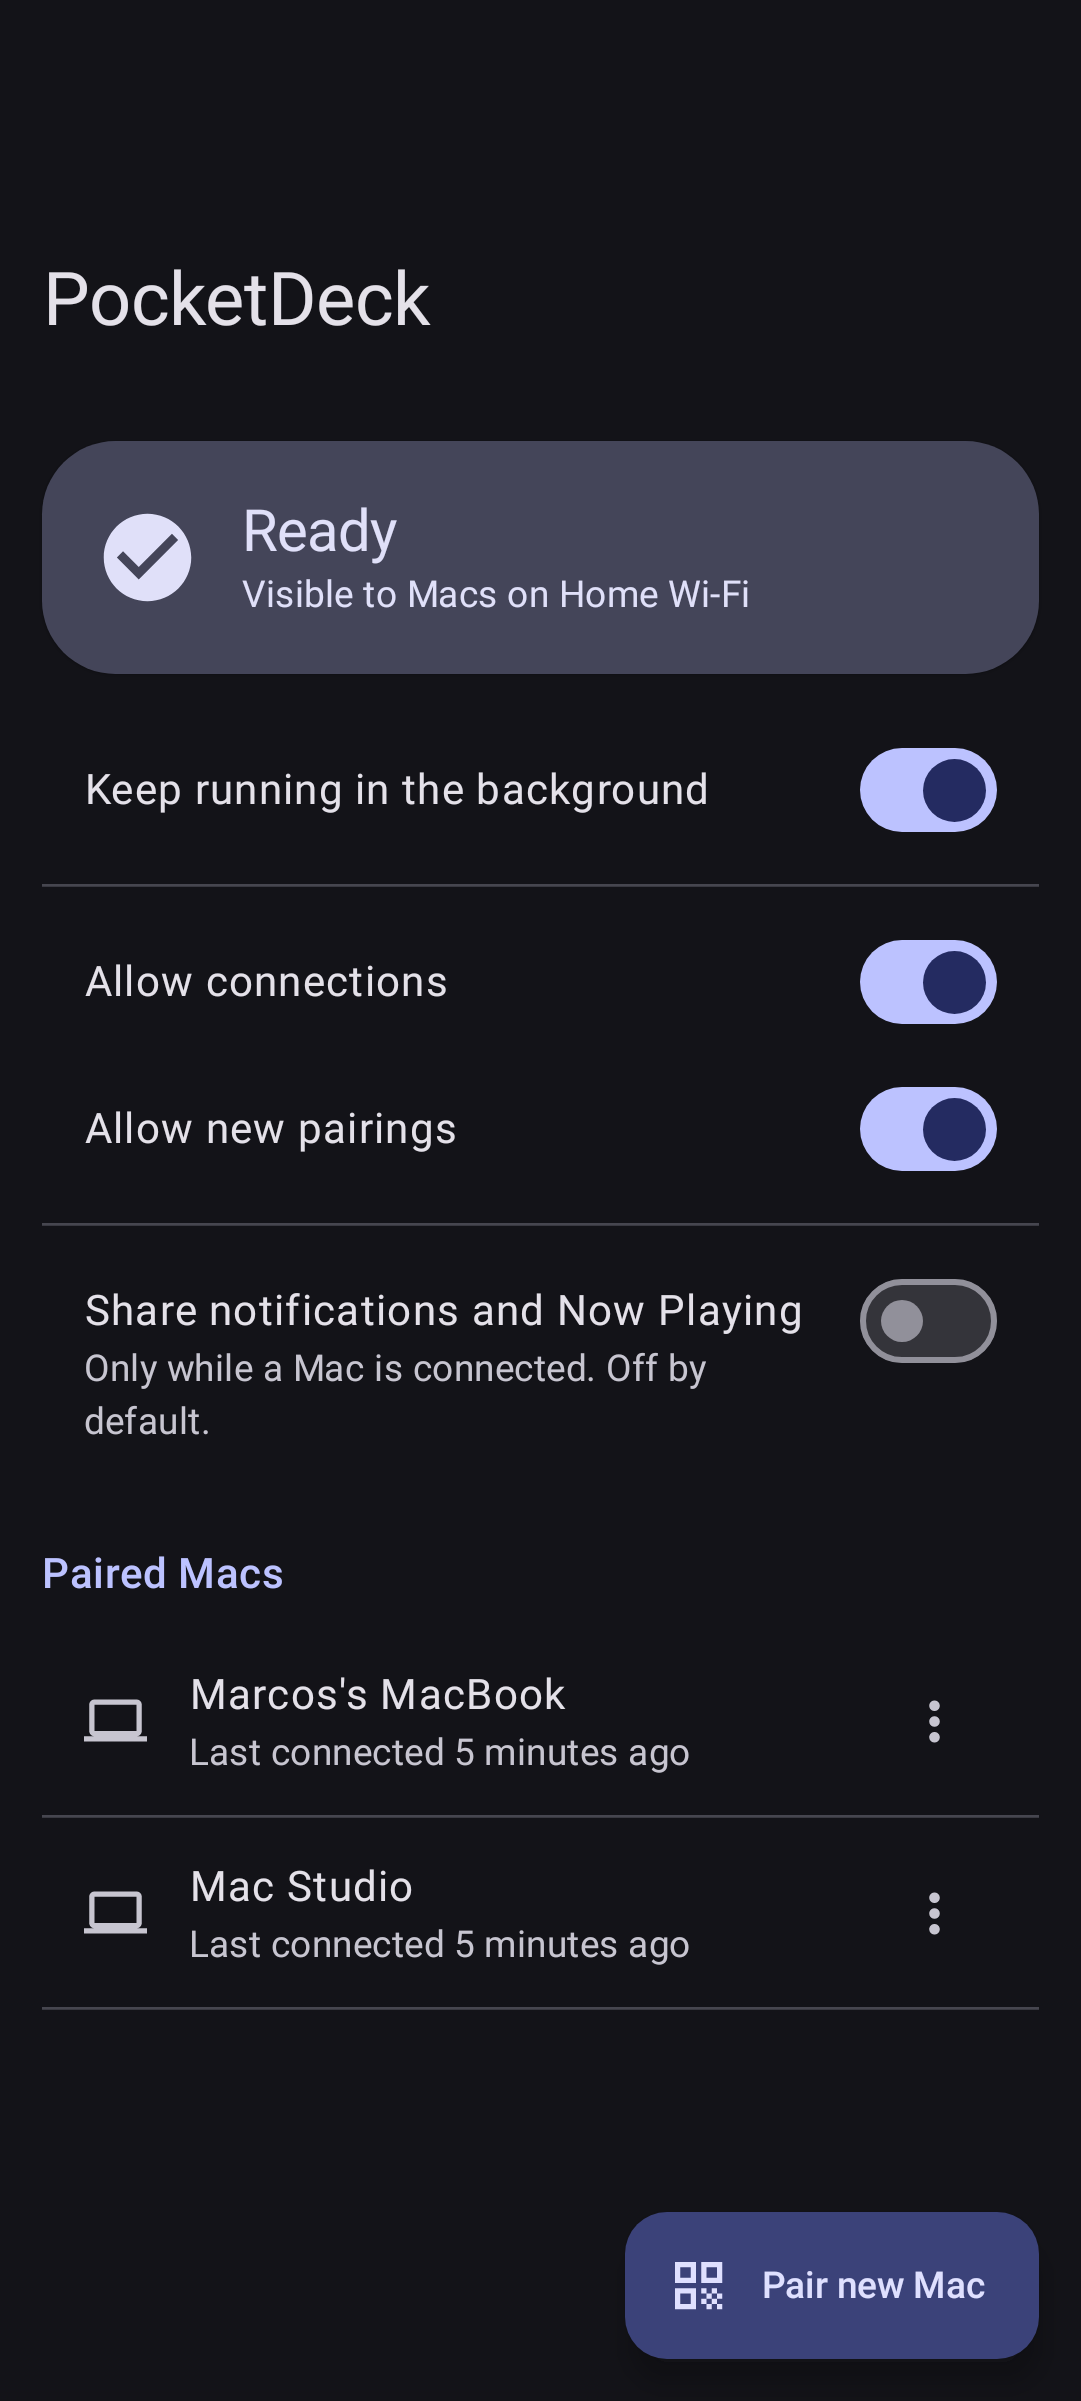 PocketDeck
Ready
Visible to Macs on Home Wi-Fi
Keep running in the background
Allow connections
Allow new pairings
Share notifications and Now Playing
Only while a Mac is connected. Off by
default.
Paired Macs
Marcos's MacBook
Last connected 5 minutes ago
Mac Studio
Last connected 5 minutes ago
Pair new Mac